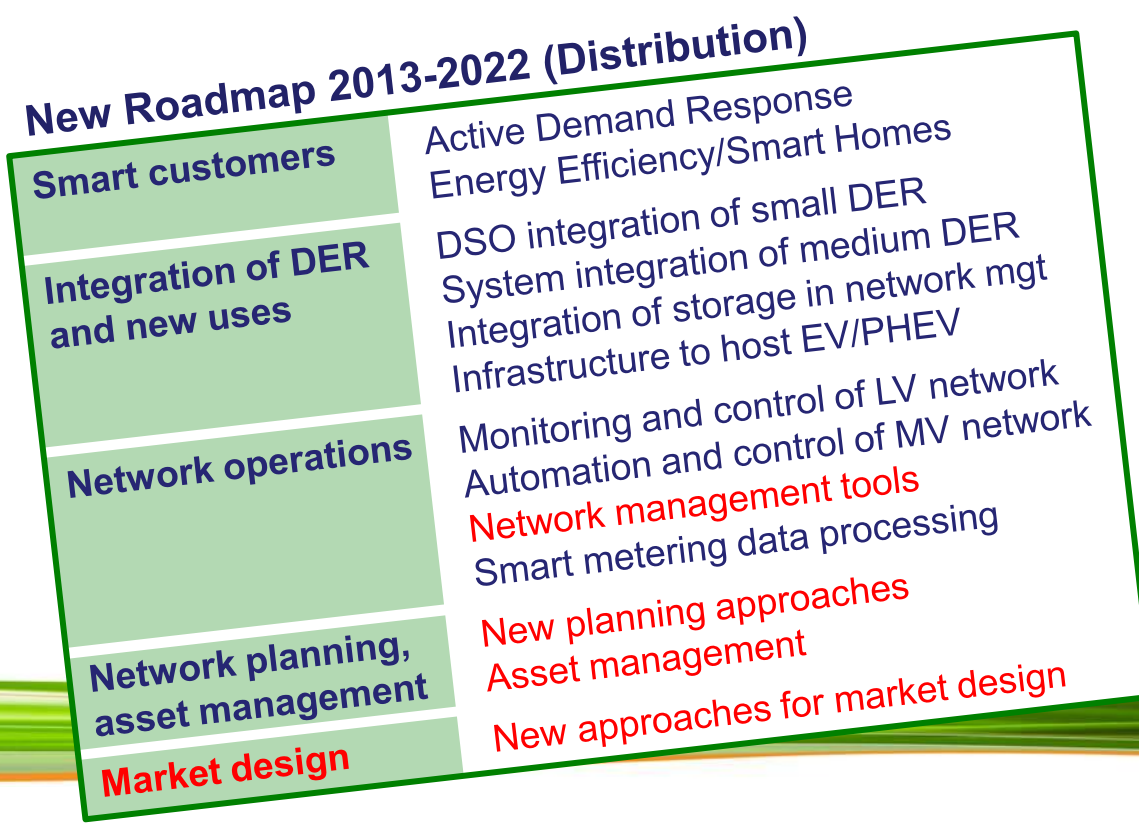 New Roadmap 2013-2022 (Distribution)
Smart customers
Active Demand Response
Energy Efficiency/Smart Homes
Integration of DER
and new uses
DSO integration of small DER
System integration of medium DER
Integration of storage in network mgt
Infrastructure to host EV/PHEV
Network operations
Monitoring and control of LV network
Automation and control of MV network
Network management tools
Smart metering data processing
Network planning,
asset management
New planning approaches
Asset management
Market design
New approaches for market design